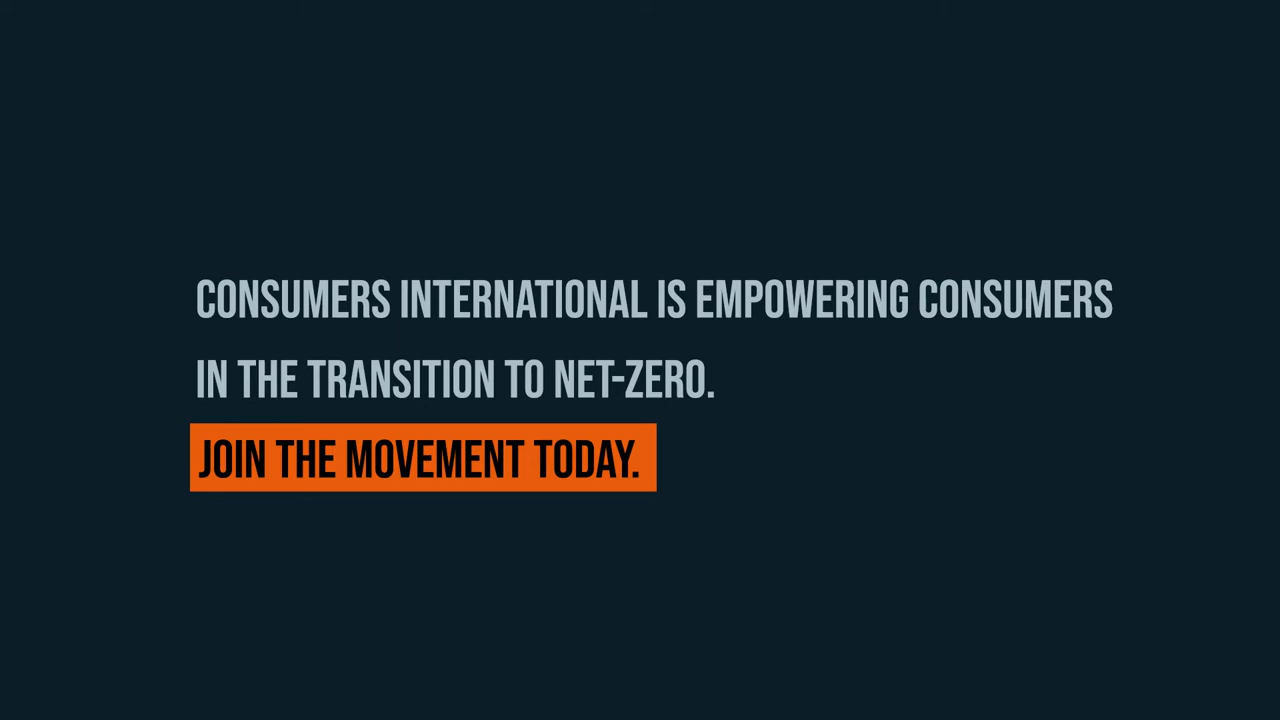 CONSUMERS INTERNATIONAL IS EMPOWERING CONSUMERS
IN THE TRANSITION TO NET-ZERO.
JOIN THE MOVEMENT TODAY.